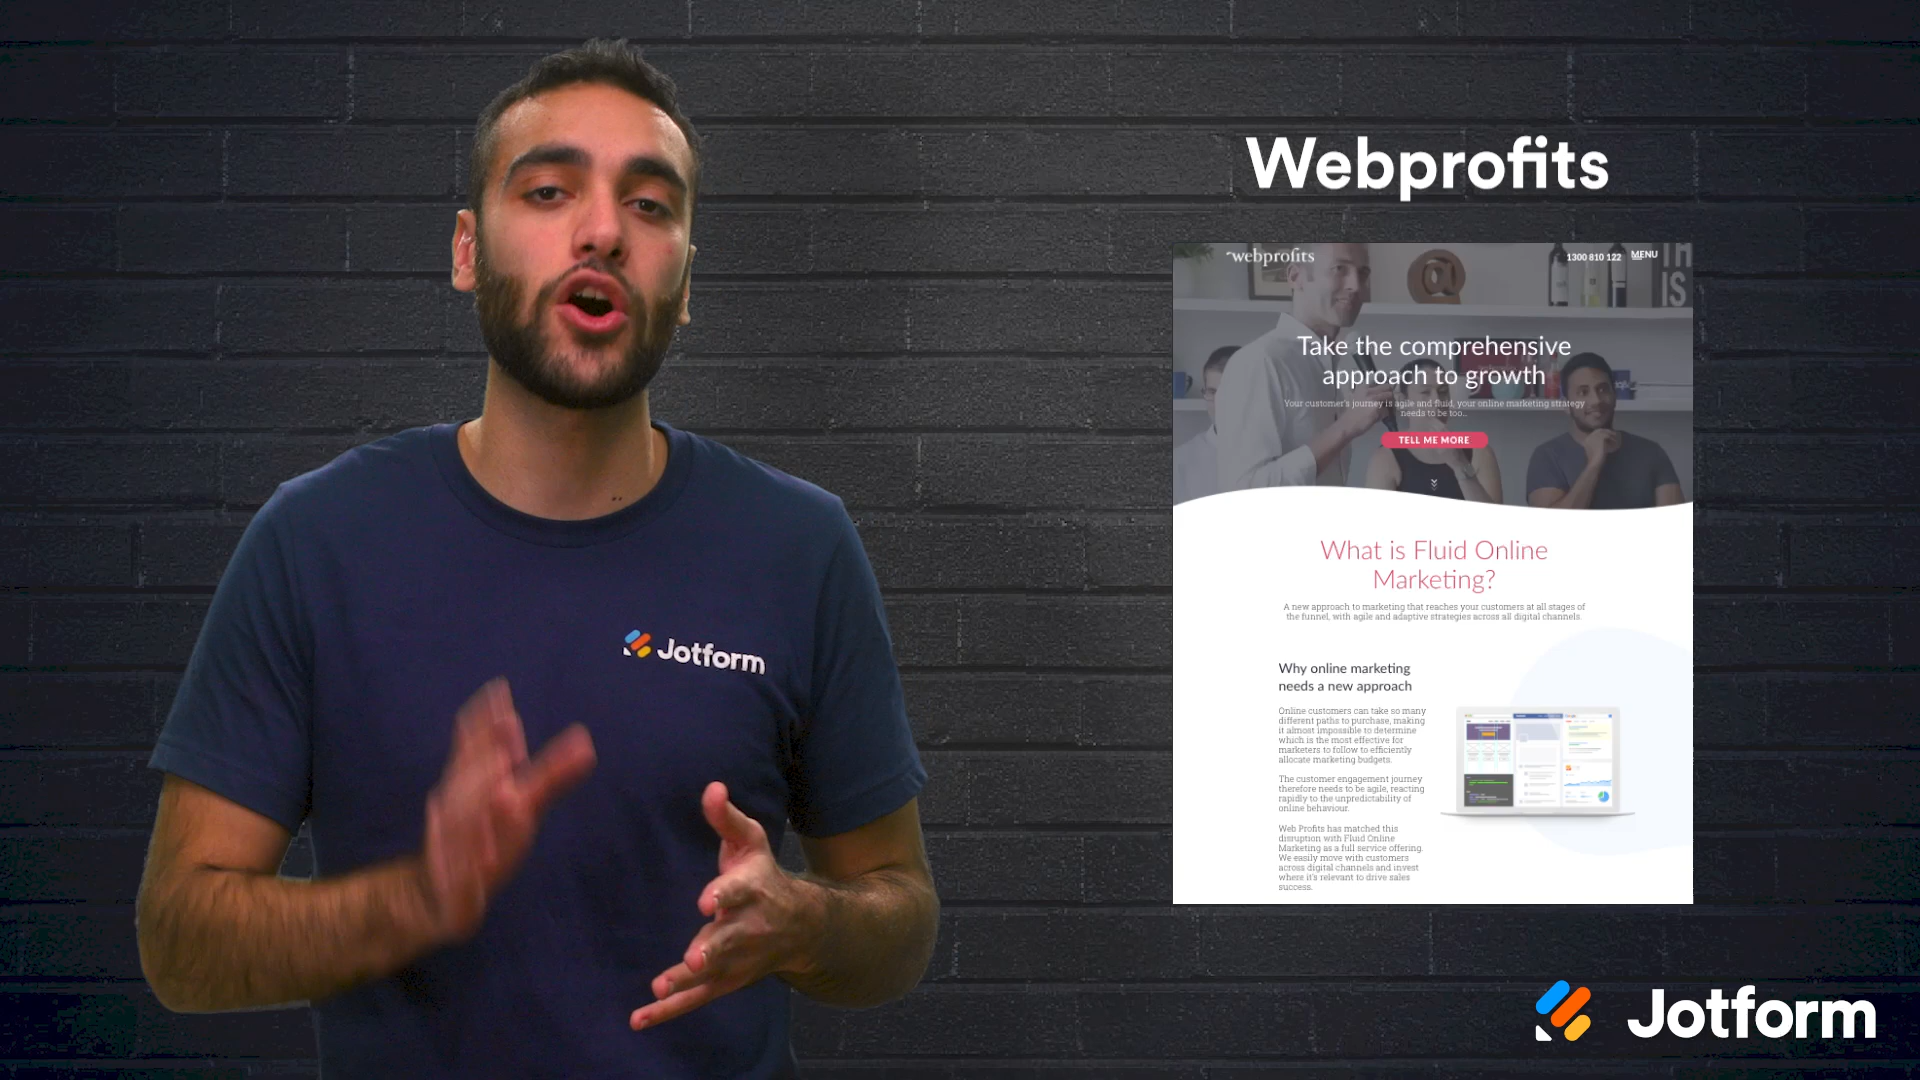 Webprofits
webprofits
1300 810 122
MENU
TH
IS
Take the comprehensive
approach to growth
Your customer's journey is agile and fluid, your online marketing strategy
needs to be too...
TELL ME MORE
What is Fluid Online
Marketing?
A new approach to marketing that reaches your customers at all stages of
the funnel, with agile and adaptive strategies across all digital channels.
Why online marketing
needs a new approach
Online customers can take so many
different paths to purchase, making
it almost impossible to determine
which is the most effective for
marketers to follow to efficiently
allocate marketing budgets.
The customer engagement journey
therefore needs to be agile, reacting
rapidly to the unpredictability of
online behaviour.
Web Profits has matched this
disruption with Fluid Online
Marketing as a full service offering.
We easily move with customers
across digital channels and invest
where it's relevant to drive sales
success.
Jotform
Jotform